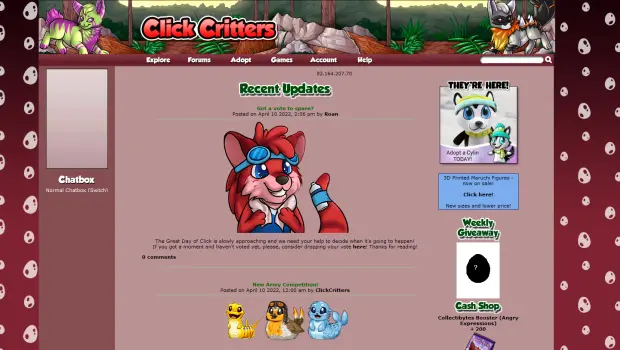 Click Critters
Explore Forums Adopt Games Account Help
92.164.207.70
Recent Updates
Got a vote to spare?
Posted on April 10 2022, 2:06 pm by Ruan
The Great Day of Click is slowly approaching and we need your help to decide when it's going to happen!
If you got a moment and haven't voted yet, please, consider dropping your vote here! Thanks for reading!
0 comments
New Avvy Competition!
Posted on April 10 2022, 12:00 am by ClickCritters
Chatbox
Normal Chatbox (Switch)
THEY'RE HERE!
Adopt a Cylin
TODAY!
3D Printed Maruchy Figures -
now on sale!
Click here!
New sizes and lower price!
Weekly
Giveaway
?
Cash Shop
Collectibytes Booster (Angry
Expressions)
+ 200